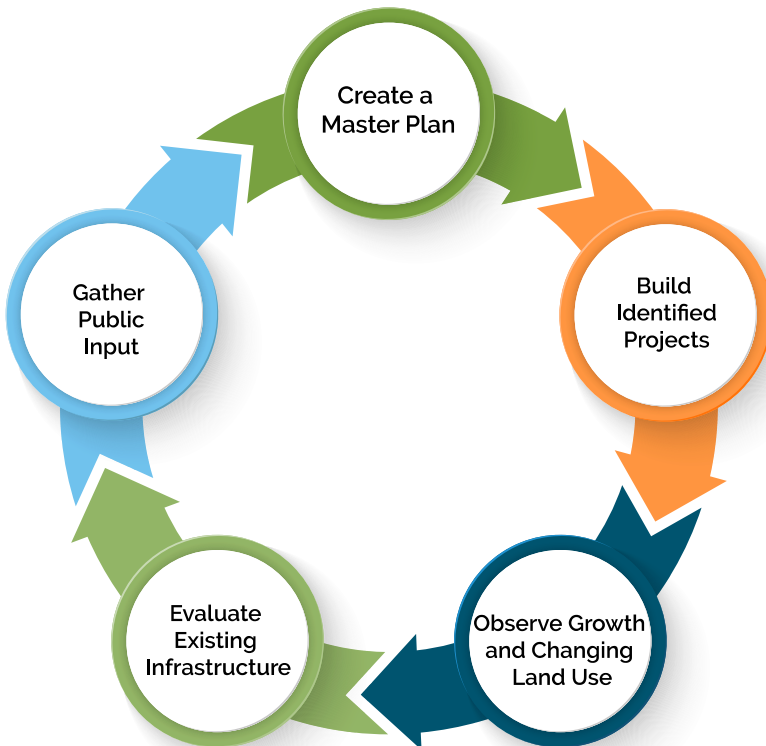 Create a
Master Plan
Build
Identified
Projects
Observe Growth
and Changing
Land Use
Evaluate
Existing
Infrastructure
Gather
Public
Input